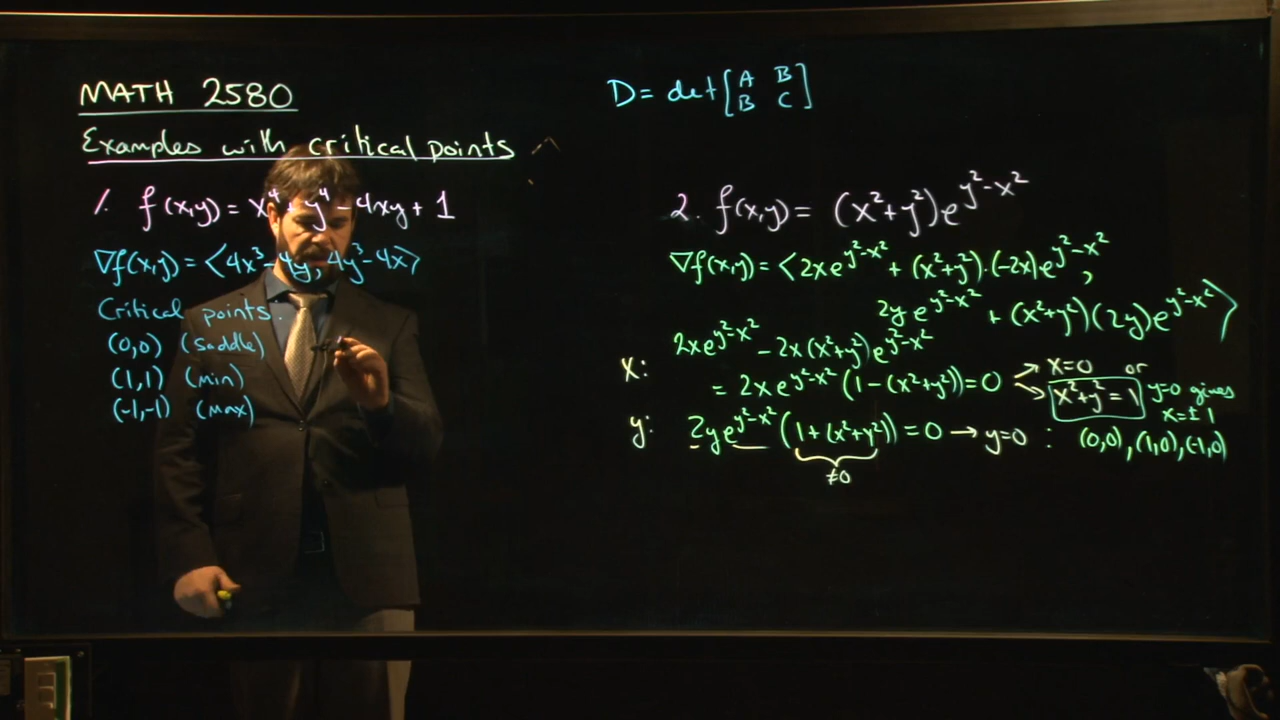 MATH 2580
Examples with critical points
1. f(x,y) = x⁴ + y⁴ - 4xy + 1
∇f(x,y) = ⟨4x³-4y, 4y³-4x⟩
Critical points.
(0,0) (saddle)
(1,1) (min)
(-1,-1) (max)
D = det[A B
B C]
2. f(x,y) = (x²+y²)e^{y²-x²}
∇f(x,y) = ⟨2xe^{y²-x²} + (x²+y²)·(-2x)e^{y²-x²},
2ye^{y²-x²} + (x²+y²)(2y)e^{y²-x²}⟩
x: 2xe^{y²-x²} - 2x(x²+y²)e^{y²-x²}
= 2xe^{y²-x²}(1-(x²+y²)) = 0 → x=0 or
→ x²+y²=1 y=0 gives
x=±1
y: 2ye^{y²-x²}(1+(x²+y²)) = 0 → y=0 : (0,0), (1,0), (-1,0)
≠0